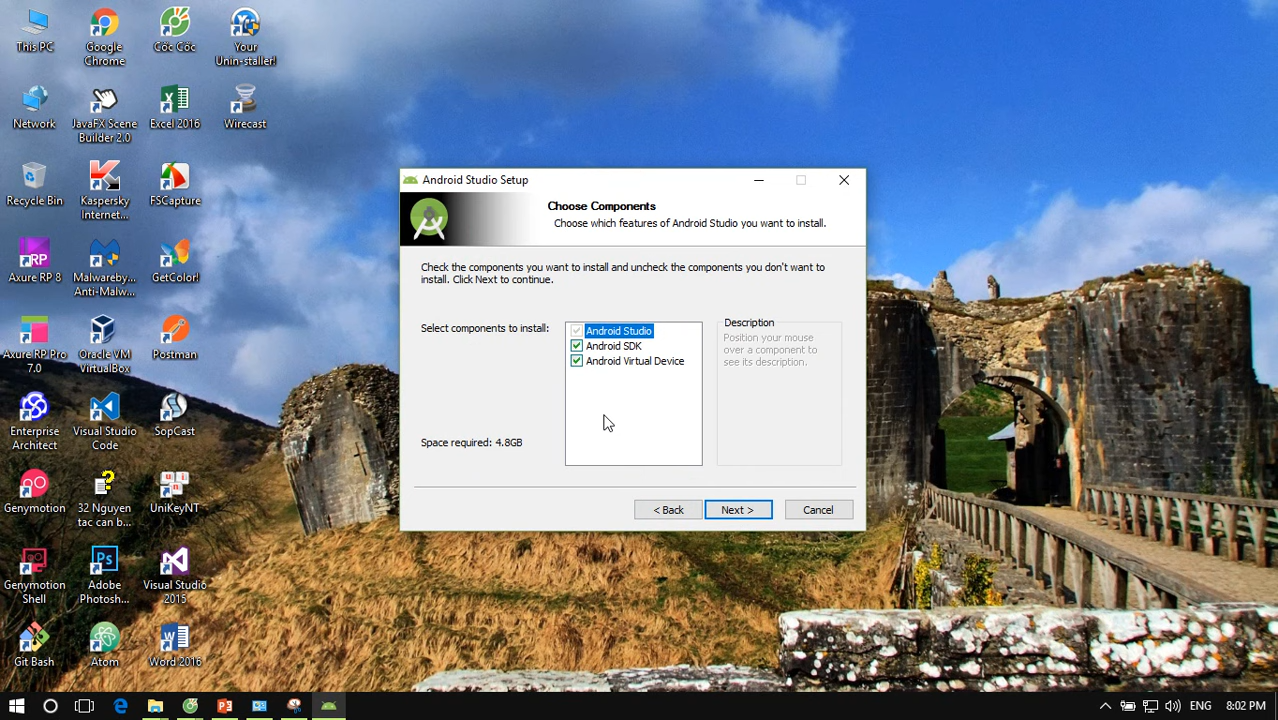 This PC
Google
Chrome
Cốc Cốc
Your
Unin-staller!
Network
JavaFX Scene
Builder 2.0
Excel 2016
Wirecast
Recycle Bin
Kaspersky
Internet...
FSCapture
Axure RP 8
Malwareby...
Anti-Malw...
GetColor!
Axure RP Pro
7.0
Oracle VM
VirtualBox
Postman
Enterprise
Architect
Visual Studio
Code
SopCast
Genymotion
32 Nguyen
tac can b...
UniKeyNT
Genymotion
Shell
Adobe
Photosh...
Visual Studio
2015
Git Bash
Atom
Word 2016
Android Studio Setup
Choose Components
Choose which features of Android Studio you want to install.
Check the components you want to install and uncheck the components you don't want to
install. Click Next to continue.
Select components to install:
Android Studio
Android SDK
Android Virtual Device
Description
Position your mouse
over a component to
see its description.
Space required: 4.8GB
< Back
Next >
Cancel
ENG
8:02 PM